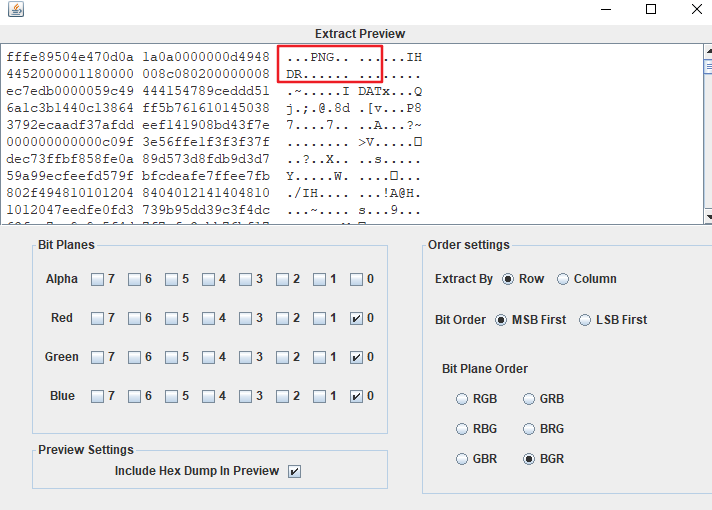 Extract Preview
fffe89504e470d0a 1a0a0000000d4948 ...PNG.. ......IH
4452000001180000 008c080200000008 DR...... ........
ec7edb0000059c49 444154789ceddd51 .~.....I DATx...Q
6a1c3b1440c13864 ff5b761610145038 j.;.@.8d .[v...P8
3792ecaadf37afdd eef141908bd43f7e 7....7.. ..A...?~
000000000000c09f 3e56ffe1f3f3f37f ........ >V.....
dec73ffbf858fe0a 89d573d8fdb9d3d7 ..?..X.. ..s.....
59a99ecfeefd579f bfcdeafe7ffee7fb Y.....W. ........
802f494810101204 8404012141404810 ./IH.... ....!A@H.
1012047eedfe0fd3 739b95dd39c3f4dc ...~.... s...9...
Bit Planes
Alpha 7 6 5 4 3 2 1 0
Red 7 6 5 4 3 2 1 0
Green 7 6 5 4 3 2 1 0
Blue 7 6 5 4 3 2 1 0
Preview Settings
Include Hex Dump In Preview
Order settings
Extract By Row Column
Bit Order MSB First LSB First
Bit Plane Order
RGB GRB
RBG BRG
GBR BGR